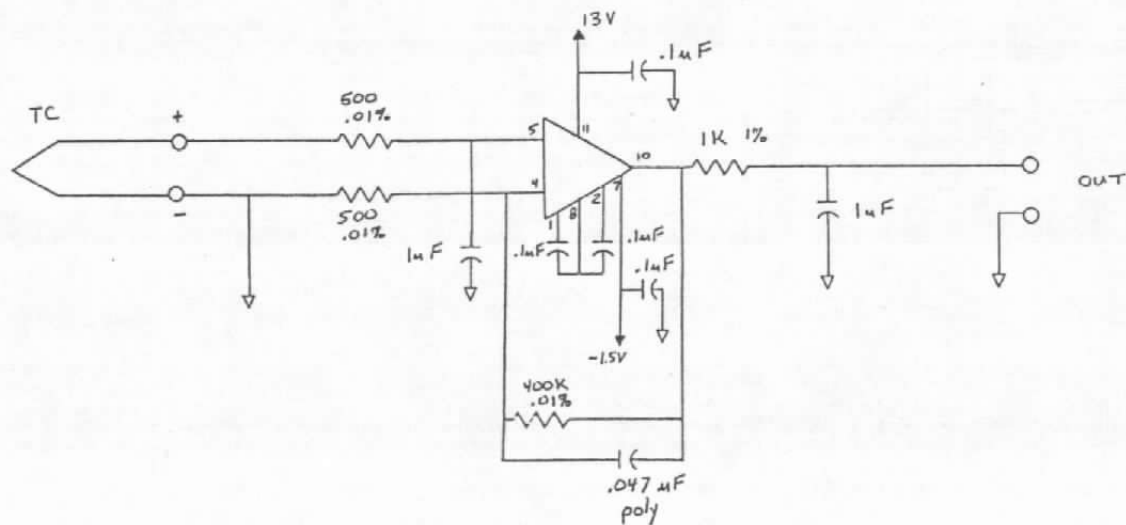 13V
.1uF
TC
+
500
.01%
5
11
10
1K 1%
4
-
500
.01%
1
8
2
7
OUT
1uF
.1uF
.1uF
.1uF
1uF
-1.5V
400K
.01%
.047 uF
poly